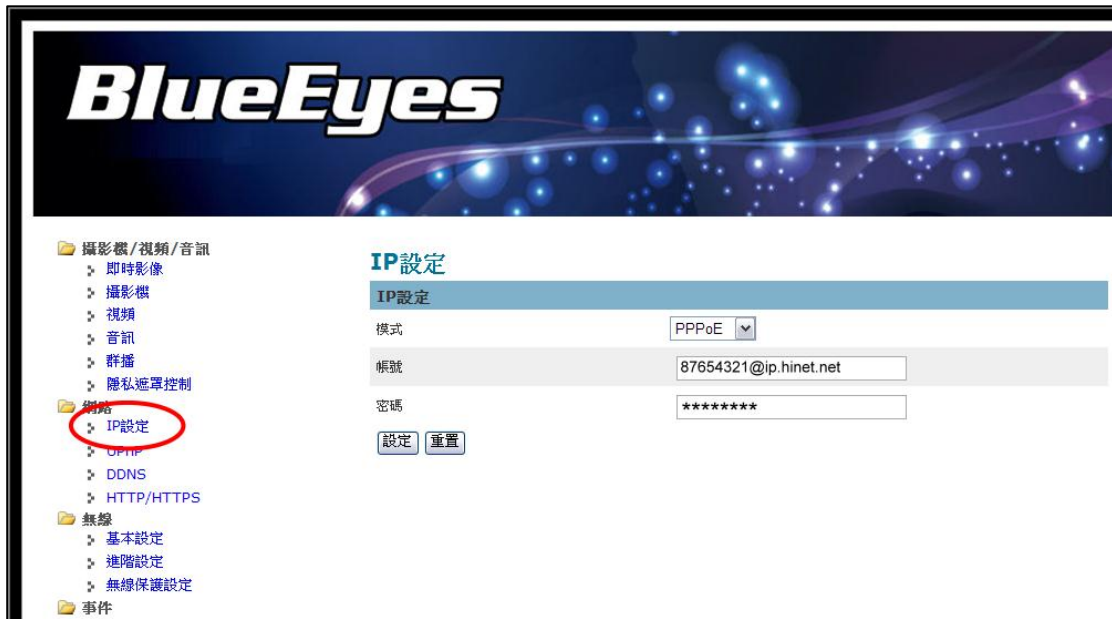 BlueEyes
攝影機/視頻/音訊
即時影像
攝影機
視頻
音訊
群播
隱私遮罩控制
網路
IP設定
UPnP
DDNS
HTTP/HTTPS
無線
基本設定
進階設定
無線保護設定
事件
IP設定
IP設定
模式 PPPoE
帳號 87654321@ip.hinet.net
密碼 ********
設定 重置